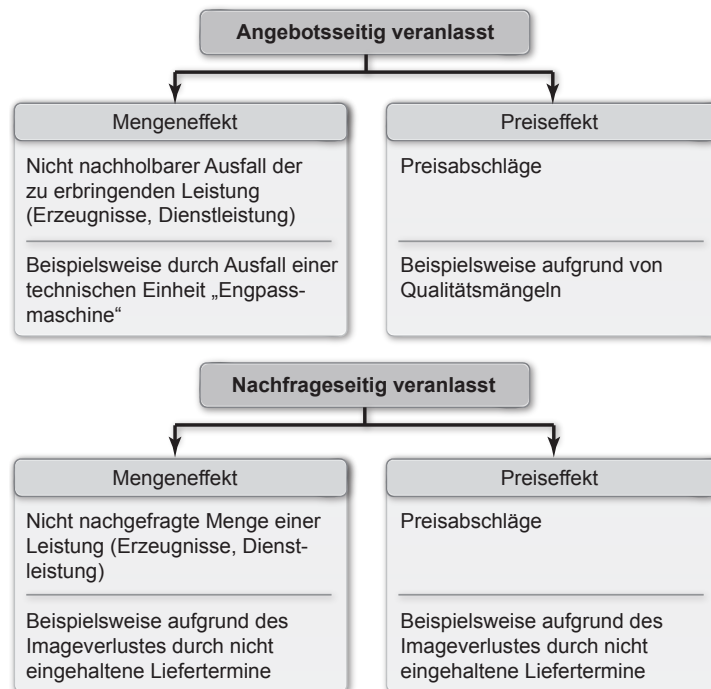 Angebotsseitig veranlasst
Mengeneffekt
Nicht nachholbarer Ausfall der
zu erbringenden Leistung
(Erzeugnisse, Dienstleistung)
Beispielsweise durch Ausfall einer
technischen Einheit „Engpass-
maschine“
Preiseffekt
Preisabschläge
Beispielsweise aufgrund von
Qualitätsmängeln
Nachfrageseitig veranlasst
Mengeneffekt
Nicht nachgefragte Menge einer
Leistung (Erzeugnisse, Dienst-
leistung)
Beispielsweise aufgrund des
Imageverlustes durch nicht
eingehaltene Liefertermine
Preiseffekt
Preisabschläge
Beispielsweise aufgrund des
Imageverlustes durch nicht
eingehaltene Liefertermine